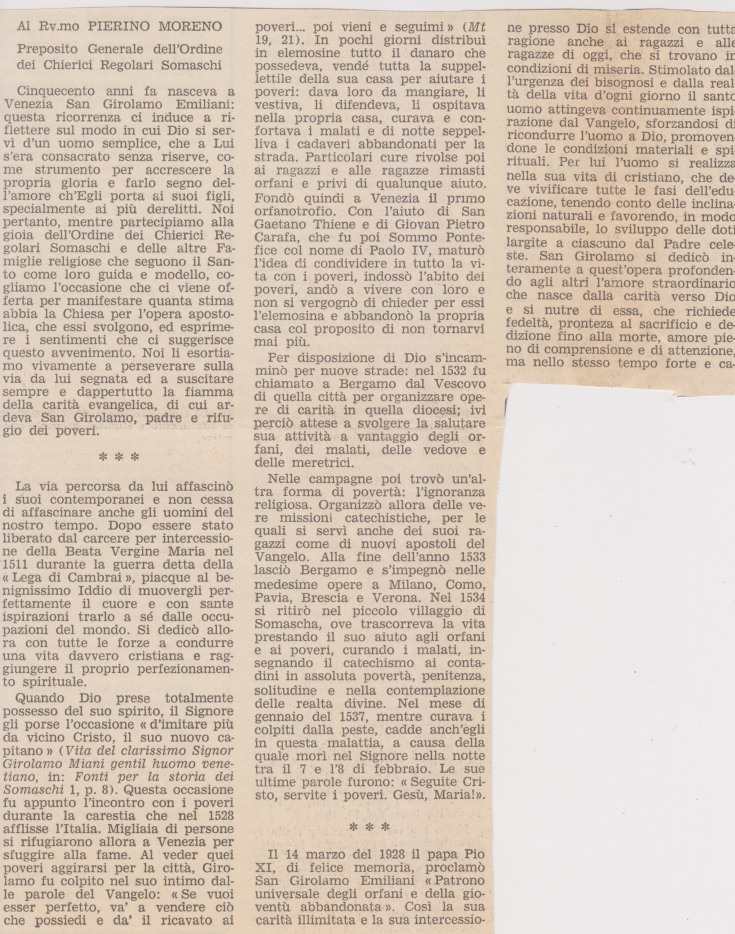 Al Rv.mo PIERINO MORENO
Preposito Generale dell'Ordine
dei Chierici Regolari Somaschi
Cinquecento anni fa nasceva a
Venezia San Girolamo Emiliani:
questa ricorrenza ci induce a ri-
flettere sul modo in cui Dio si ser-
vì d'un uomo semplice, che a Lui
s'era consacrato senza riserve, co-
me strumento per accrescere la
propria gloria e farlo segno del-
l'amore ch'Egli porta ai suoi figli,
specialmente ai più derelitti. Noi
pertanto, mentre partecipiamo alla
gioia dell'Ordine dei Chierici Re-
golari Somaschi e delle altre Fa-
miglie religiose che seguono il San-
to come loro guida e modello, co-
gliamo l'occasione che ci viene of-
ferta per manifestare quanta stima
abbia la Chiesa per l'opera aposto-
lica, che essi svolgono, ed esprime-
re i sentimenti che ci suggerisce
questo avvenimento. Noi li esortia-
mo vivamente a perseverare sulla
via da lui segnata ed a suscitare
sempre e dappertutto la fiamma
della carità evangelica, di cui ar-
deva San Girolamo, padre e rifu-
gio dei poveri.
* * *
La via percorsa da lui affascinò
i suoi contemporanei e non cessa
di affascinare anche gli uomini del
nostro tempo. Dopo essere stato
liberato dal carcere per intercessio-
ne della Beata Vergine Maria nel
1511 durante la guerra detta della
« Lega di Cambrai », piacque al be-
nignissimo Iddio di muovergli per-
fettamente il cuore e con sante
ispirazioni trarlo a sé dalle occu-
pazioni del mondo. Si dedicò allo-
ra con tutte le forze a condurre
una vita davvero cristiana e rag-
giungere il proprio perfezionamen-
to spirituale.
Quando Dio prese totalmente
possesso del suo spirito, il Signore
gli porse l'occasione « d'imitare più
da vicino Cristo, il suo nuovo ca-
pitano » (Vita del clarissimo Signor
Girolamo Miani gentil huomo vene-
tiano, in: Fonti per la storia dei
Somaschi 1, p. 8). Questa occasione
fu appunto l'incontro con i poveri
durante la carestia che nel 1528
afflisse l'Italia. Migliaia di persone
si rifugiarono allora a Venezia per
sfuggire alla fame. Al veder quei
poveri aggirarsi per la città, Giro-
lamo fu colpito nel suo intimo dal-
le parole del Vangelo: « Se vuoi
esser perfetto, va' a vendere ciò
che possiedi e da' il ricavato ai
poveri... poi vieni e seguimi » (Mt
19, 21). In pochi giorni distribuì
in elemosine tutto il danaro che
possedeva, vendé tutta la suppel-
lettile della sua casa per aiutare i
poveri: dava loro da mangiare, li
vestiva, li difendeva, li ospitava
nella propria casa, curava e con-
fortava i malati e di notte seppel-
liva i cadaveri abbandonati per la
strada. Particolari cure rivolse poi
ai ragazzi e alle ragazze rimasti
orfani e privi di qualunque aiuto.
Fondò quindi a Venezia il primo
orfanotrofio. Con l'aiuto di San
Gaetano Thiene e di Giovan Pietro
Carafa, che fu poi Sommo Ponte-
fice col nome di Paolo IV, maturò
l'idea di condividere in tutto la vi-
ta con i poveri, indossò l'abito dei
poveri, andò a vivere con loro e
non si vergognò di chieder per essi
l'elemosina e abbandonò la propria
casa col proposito di non tornarvi
mai più.
Per disposizione di Dio s'incam-
minò per nuove strade: nel 1532 fu
chiamato a Bergamo dal Vescovo
di quella città per organizzare ope-
re di carità in quella diocesi; ivi
perciò attese a svolgere la salutare
sua attività a vantaggio degli or-
fani, dei malati, delle vedove e
delle meretrici.
Nelle campagne poi trovò un'al-
tra forma di povertà: l'ignoranza
religiosa. Organizzò allora delle ve-
re missioni catechistiche, per le
quali si servì anche dei suoi ra-
gazzi come di nuovi apostoli del
Vangelo. Alla fine dell'anno 1533
lasciò Bergamo e s'impegnò nelle
medesime opere a Milano, Como,
Pavia, Brescia e Verona. Nel 1534
si ritirò nel piccolo villaggio di
Somascha, ove trascorreva la vita
prestando il suo aiuto agli orfani
e ai poveri, curando i malati, in-
segnando il catechismo ai conta-
dini in assoluta povertà, penitenza,
solitudine e nella contemplazione
delle realta divine. Nel mese di
gennaio del 1537, mentre curava i
colpiti dalla peste, cadde anch'egli
in questa malattia, a causa della
quale morì nel Signore nella notte
tra il 7 e l'8 di febbraio. Le sue
ultime parole furono: « Seguite Cri-
sto, servite i poveri. Gesù, Maria!».
* * *
Il 14 marzo del 1928 il papa Pio
XI, di felice memoria, proclamò
San Girolamo Emiliani « Patrono
universale degli orfani e della gio-
ventù abbandonata ». Così la sua
carità illimitata e la sua intercessio-
ne presso Dio si estende con tutta
ragione anche ai ragazzi e alle
ragazze di oggi, che si trovano in
condizioni di miseria. Stimolato dal-
l'urgenza dei bisognosi e dalla real-
tà della vita d'ogni giorno il santo
uomo attingeva continuamente ispi-
razione dal Vangelo, sforzandosi di
ricondurre l'uomo a Dio, promoven-
done le condizioni materiali e spi-
rituali. Per lui l'uomo si realizza
nella sua vita di cristiano, che de-
ve vivificare tutte le fasi dell'edu-
cazione, tenendo conto delle inclina-
zioni naturali e favorendo, in modo
responsabile, lo sviluppo delle doti
largite a ciascuno dal Padre cele-
ste. San Girolamo si dedicò in-
teramente a quest'opera profonden-
do agli altri l'amore straordinario
che nasce dalla carità verso Dio
e si nutre di essa, che richiede
fedeltà, prontezza al sacrificio e de-
dizione fino alla morte, amore pie-
no di comprensione e di attenzione,
ma nello stesso tempo forte e ca-